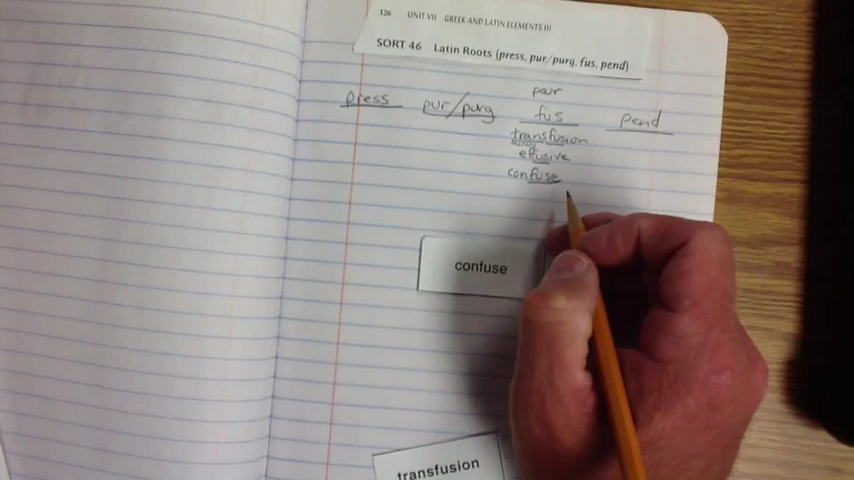 126 UNIT VII GREEK AND LATIN ELEMENTS III
SORT 46 Latin Roots (press, pur/purg, fus, pend)
pour
press pur/purg fus pend
transfusion
effusive
confuse
confuse
transfusion